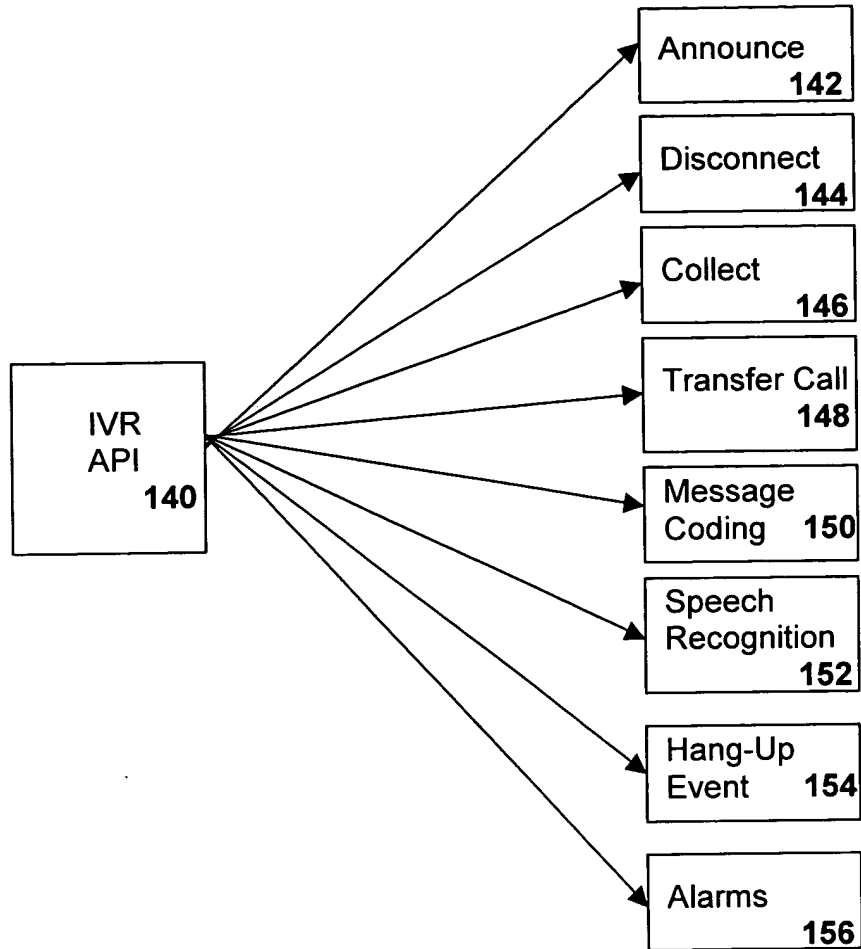 Announce
142
Disconnect
144
Collect
146
Transfer Call
148
IVR
API
140
Message
Coding 150
Speech
Recognition
152
Hang-Up
Event 154
Alarms
156